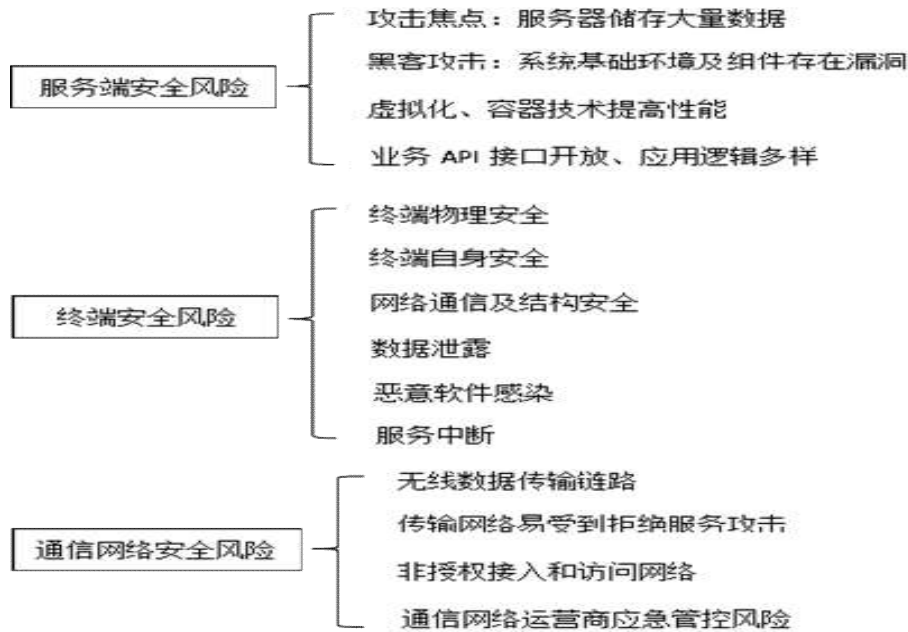 服务端安全风险
攻击焦点：服务器储存大量数据
黑客攻击：系统基础环境及组件存在漏洞
虚拟化、容器技术提高性能
业务 API 接口开放、应用逻辑多样
终端安全风险
终端物理安全
终端自身安全
网络通信及结构安全
数据泄露
恶意软件感染
服务中断
通信网络安全风险
无线数据传输链路
传输网络易受到拒绝服务攻击
非授权接入和访问网络
通信网络运营商应急管控风险